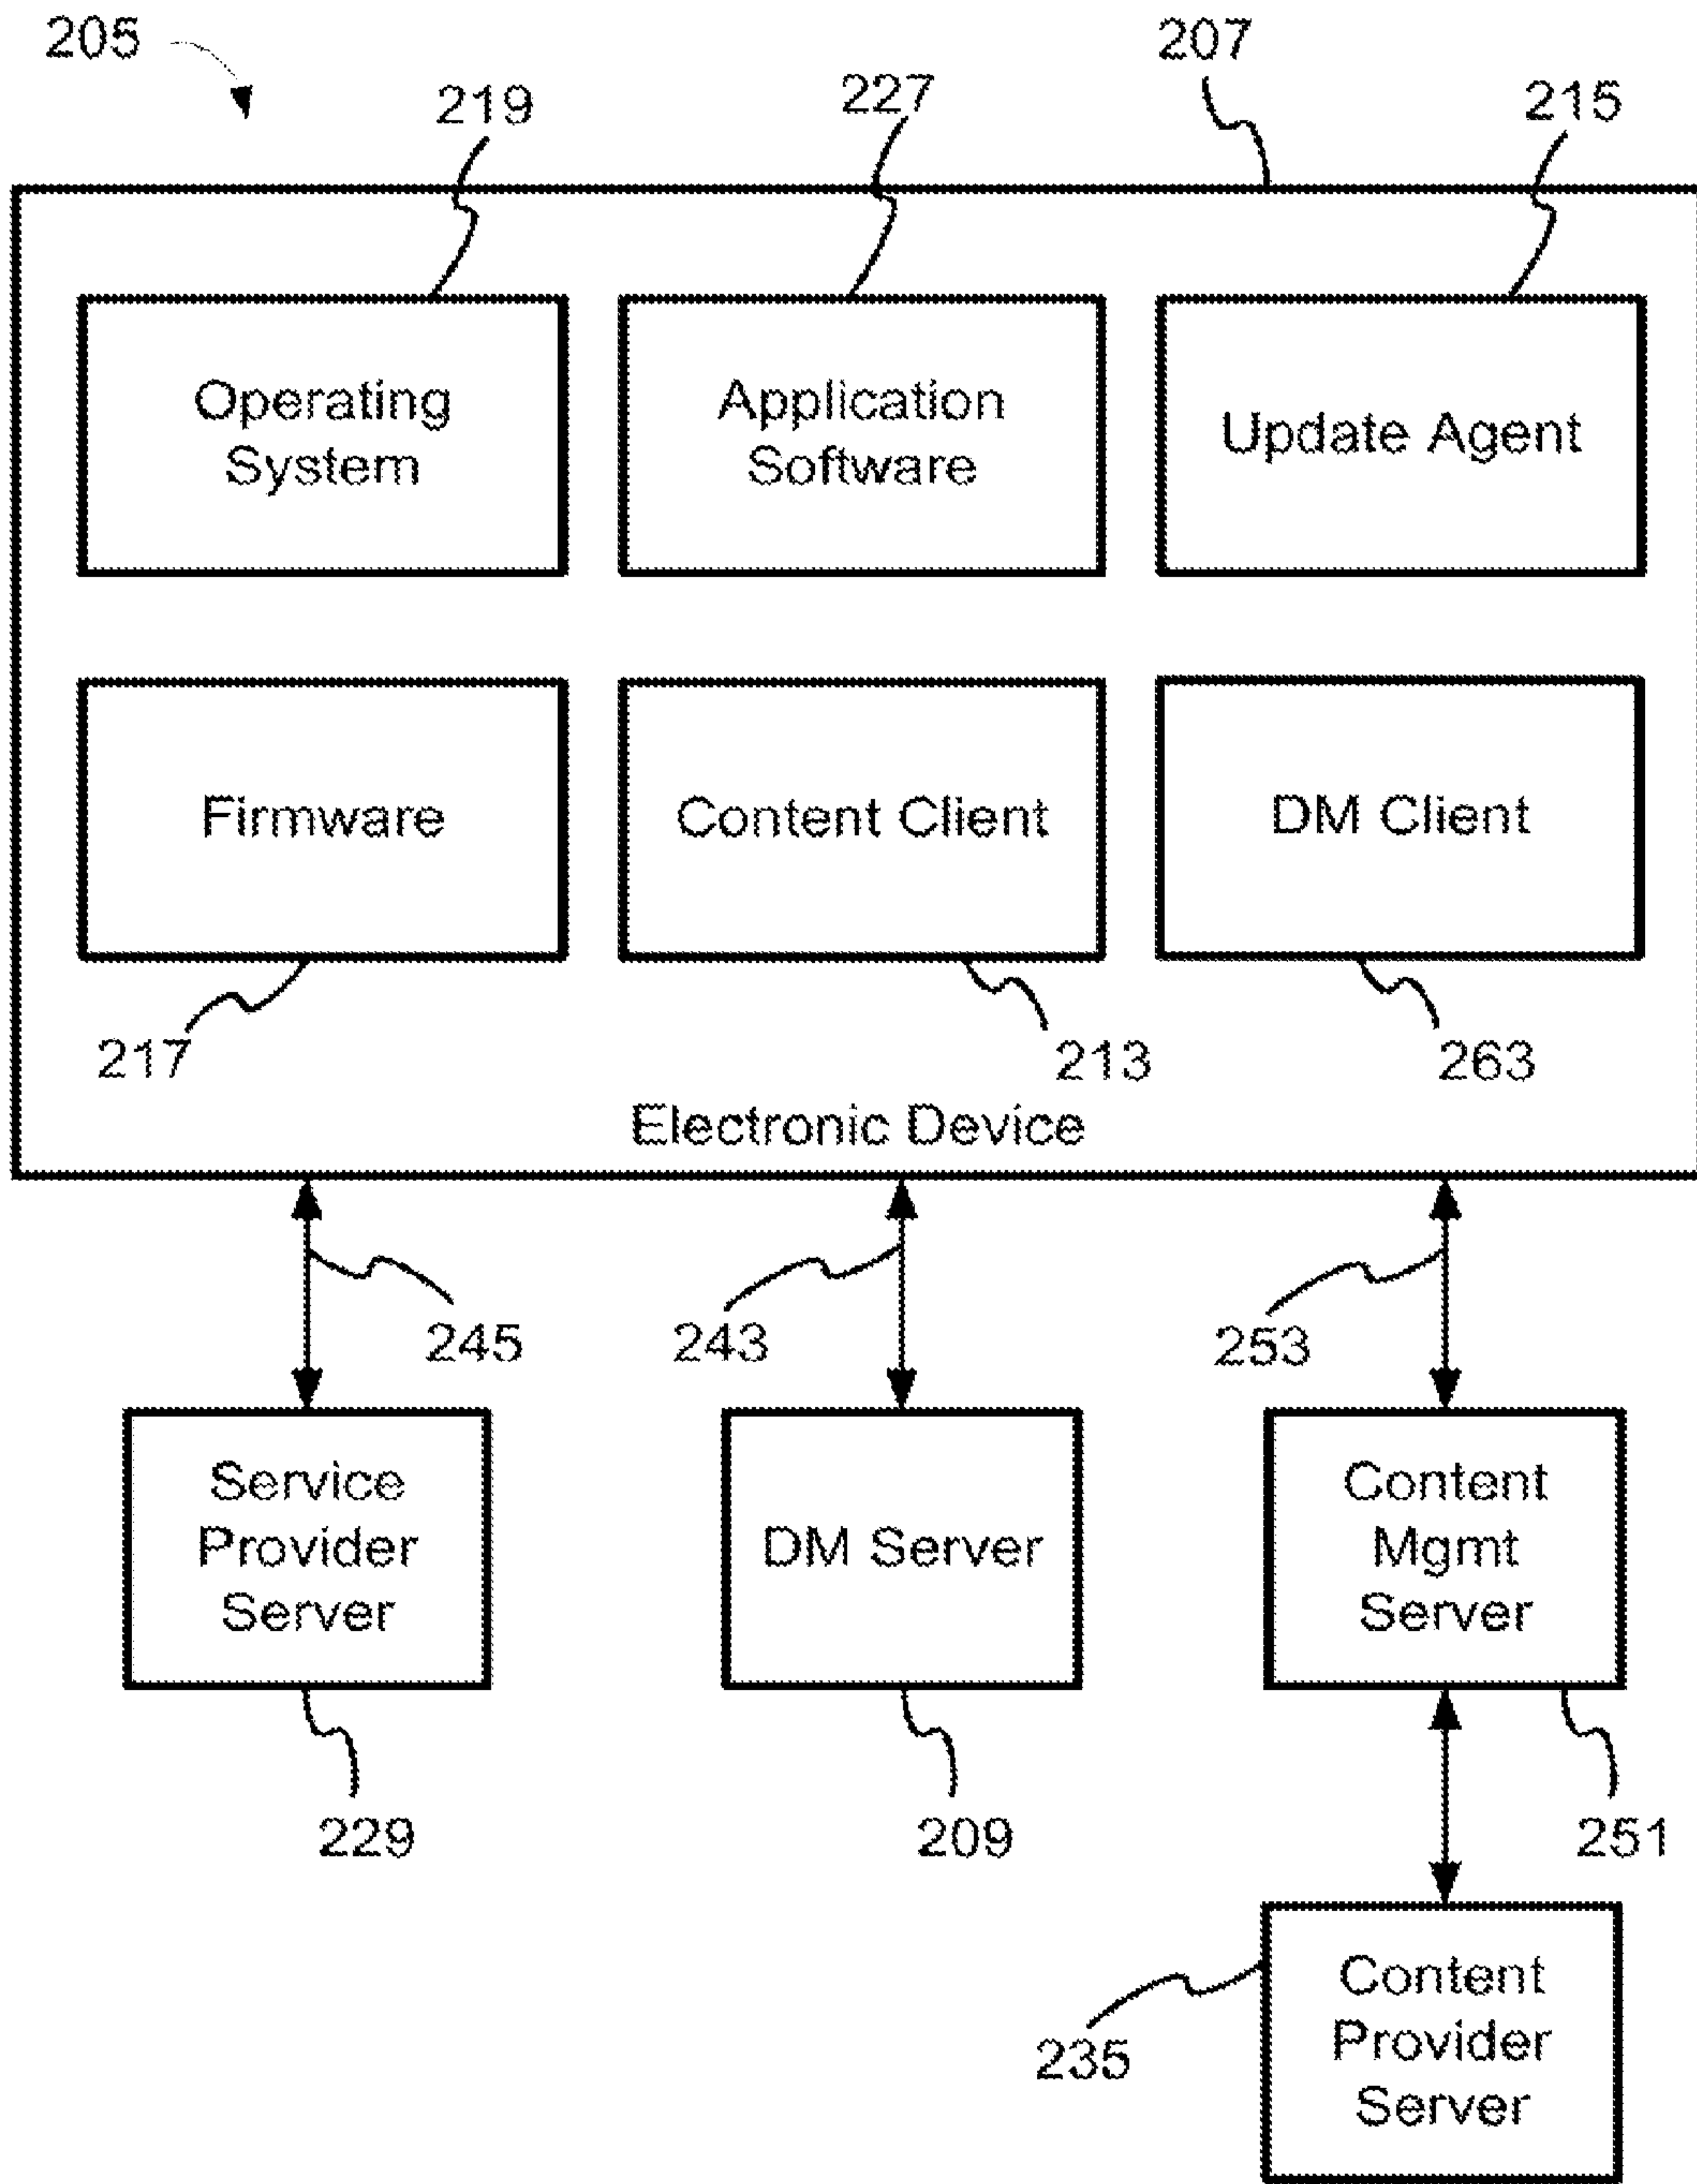 205
207
219
227
215
Operating
System
Application
Software
Update Agent
Firmware
Content Client
DM Client
217
213
263
Electronic Device
245
243
253
Service
Provider
Server
DM Server
Content
Mgmt
Server
229
209
251
235
Content
Provider
Server